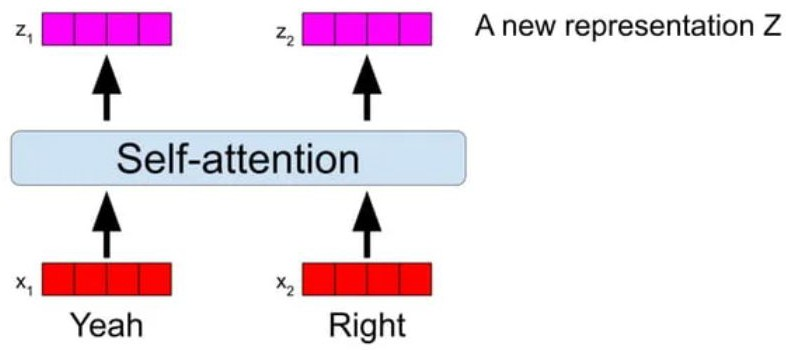 z₁ z₂ A new representation Z
Self-attention
x₁ x₂
Yeah Right